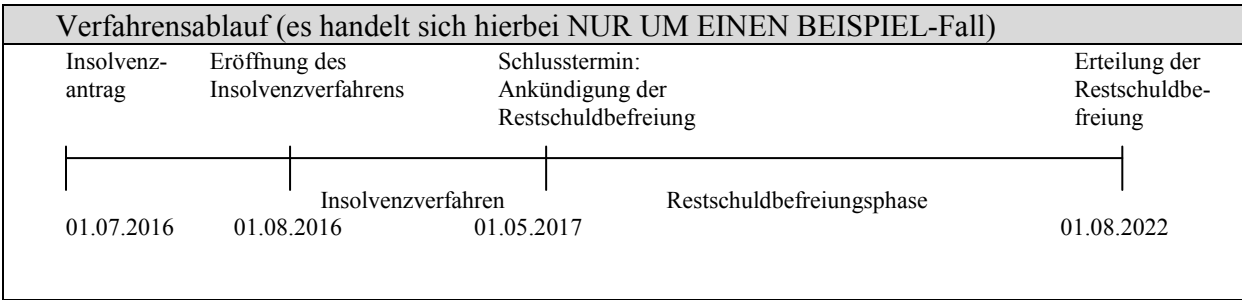 Verfahrensablauf (es handelt sich hierbei NUR UM EINEN BEISPIEL-Fall)
Insolvenz-
antrag
Eröffnung des
Insolvenzverfahrens
Schlusstermin:
Ankündigung der
Restschuldbefreiung
Erteilung der
Restschuldbe-
freiung
Insolvenzverfahren
Restschuldbefreiungsphase
01.07.2016
01.08.2016
01.05.2017
01.08.2022